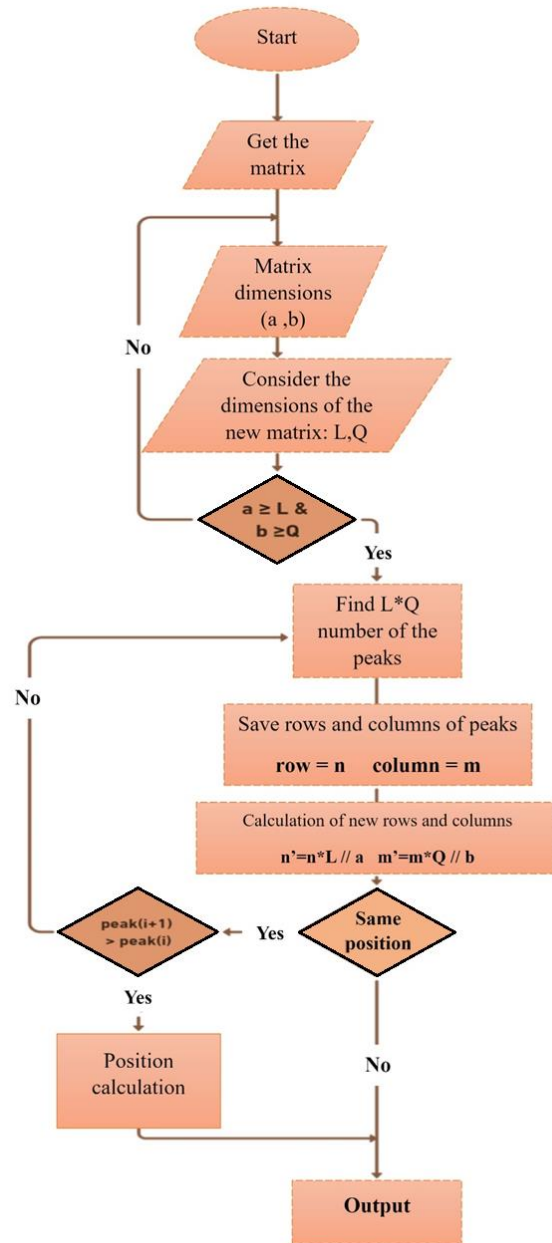 Start
Get the
matrix
Matrix
dimensions
(a ,b)
No
Consider the
dimensions of the
new matrix: L,Q
a ≥ L &
b ≥Q
Yes
Find L*Q
number of the
peaks
No
Save rows and columns of peaks
row = n column = m
Calculation of new rows and columns
n’=n*L // a m’=m*Q // b
peak(i+1)
> peak(i)
Yes
Same
position
Yes
No
Position
calculation
Output